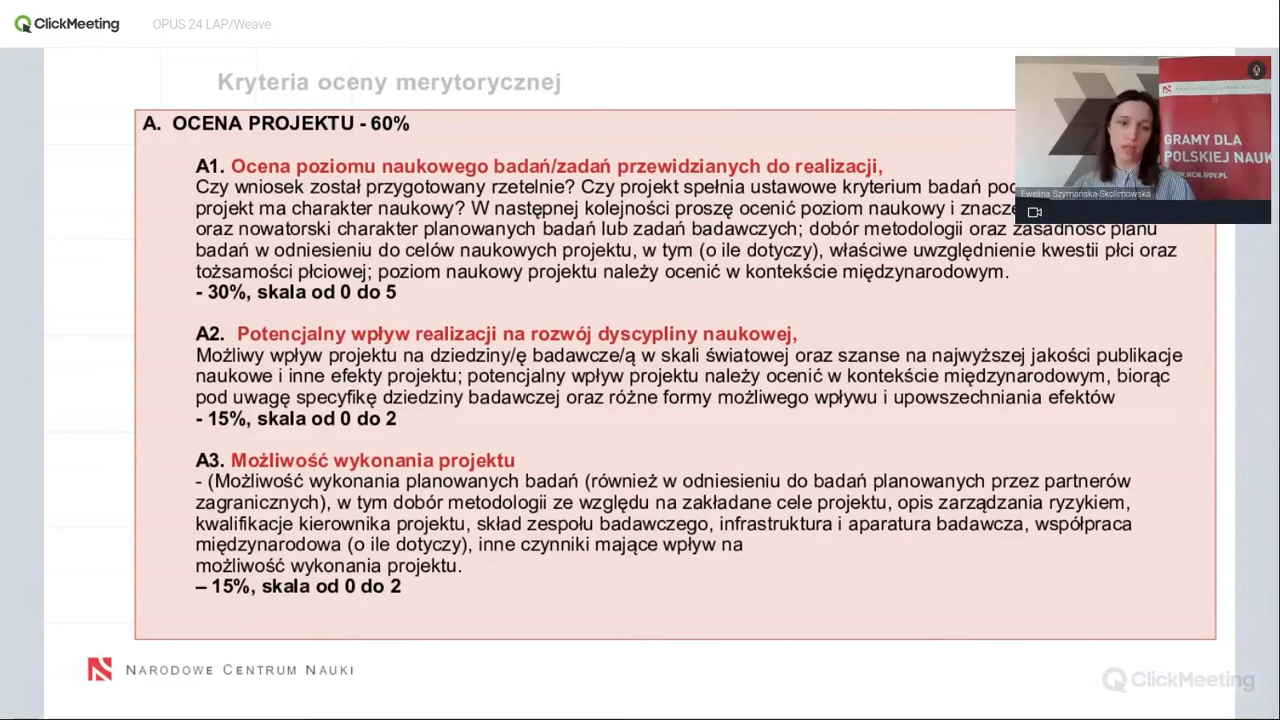 ClickMeeting
OPUS 24 LAP/Weave
Kryteria oceny merytorycznej
A. OCENA PROJEKTU - 60%
A1. Ocena poziomu naukowego badań/zadań przewidzianych do realizacji,
Czy wniosek został przygotowany rzetelnie? Czy projekt spełnia ustawowe kryterium badań
projekt ma charakter naukowy? W następnej kolejności proszę ocenić poziom naukowy i
oraz nowatorski charakter planowanych badań lub zadań badawczych; dobór metodologii oraz zasadność planu
badań w odniesieniu do celów naukowych projektu, w tym (o ile dotyczy), właściwe uwzględnienie kwestii płci oraz
tożsamości płciowej; poziom naukowy projektu należy ocenić w kontekście międzynarodowym.
- 30%, skala od 0 do 5
A2. Potencjalny wpływ realizacji na rozwój dyscypliny naukowej,
Możliwy wpływ projektu na dziedziny/ę badawcze/ą w skali światowej oraz szanse na najwyższej jakości publikacje
naukowe i inne efekty projektu; potencjalny wpływ projektu należy ocenić w kontekście międzynarodowym, biorąc
pod uwagę specyfikę dziedziny badawczej oraz różne formy możliwego wpływu i upowszechniania efektów
- 15%, skala od 0 do 2
A3. Możliwość wykonania projektu
- (Możliwość wykonania planowanych badań (również w odniesieniu do badań planowanych przez partnerów
zagranicznych), w tym dobór metodologii ze względu na zakładane cele projektu, opis zarządzania ryzykiem,
kwalifikacje kierownika projektu, skład zespołu badawczego, infrastruktura i aparatura badawcza, współpraca
międzynarodowa (o ile dotyczy), inne czynniki mające wpływ na
możliwość wykonania projektu.
– 15%, skala od 0 do 2
GRAMY DLA
POLSKIEJ NAUK
WW.NCN.GOV.PL
Ewelina Szymańska-Skolimowska
NARODOWE CENTRUM NAUKI
ClickMeeting